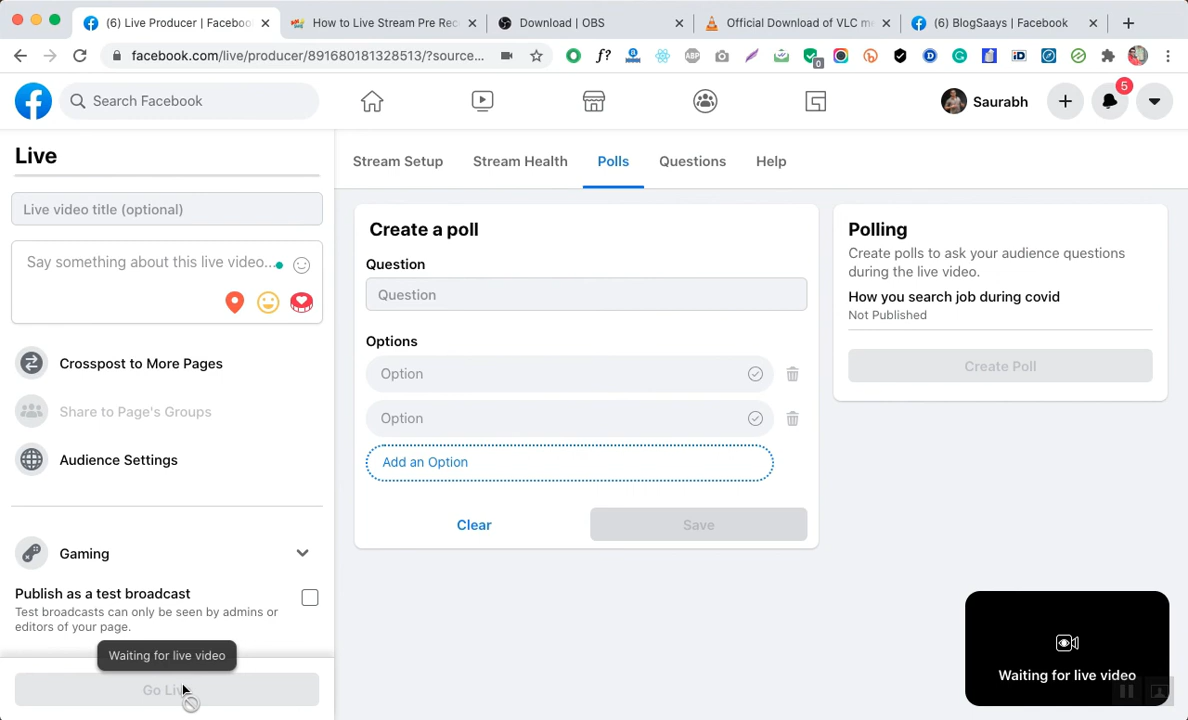 (6) Live Producer | Faceboo
How to Live Stream Pre Rec
Download | OBS
Official Download of VLC me
(6) BlogSaays | Facebook
facebook.com/live/producer/891680181328513/?source...
f?
ABP
0
iD
Search Facebook
Saurabh
5
Live
Live video title (optional)
Say something about this live video...
Crosspost to More Pages
Share to Page's Groups
Audience Settings
Gaming
Publish as a test broadcast
Test broadcasts can only be seen by admins or
editors of your page.
Waiting for live video
Go Liv
Stream Setup
Stream Health
Polls
Questions
Help
Create a poll
Question
Question
Options
Option
Option
Add an Option
Clear
Save
Polling
Create polls to ask your audience questions
during the live video.
How you search job during covid
Not Published
Create Poll
Waiting for live video